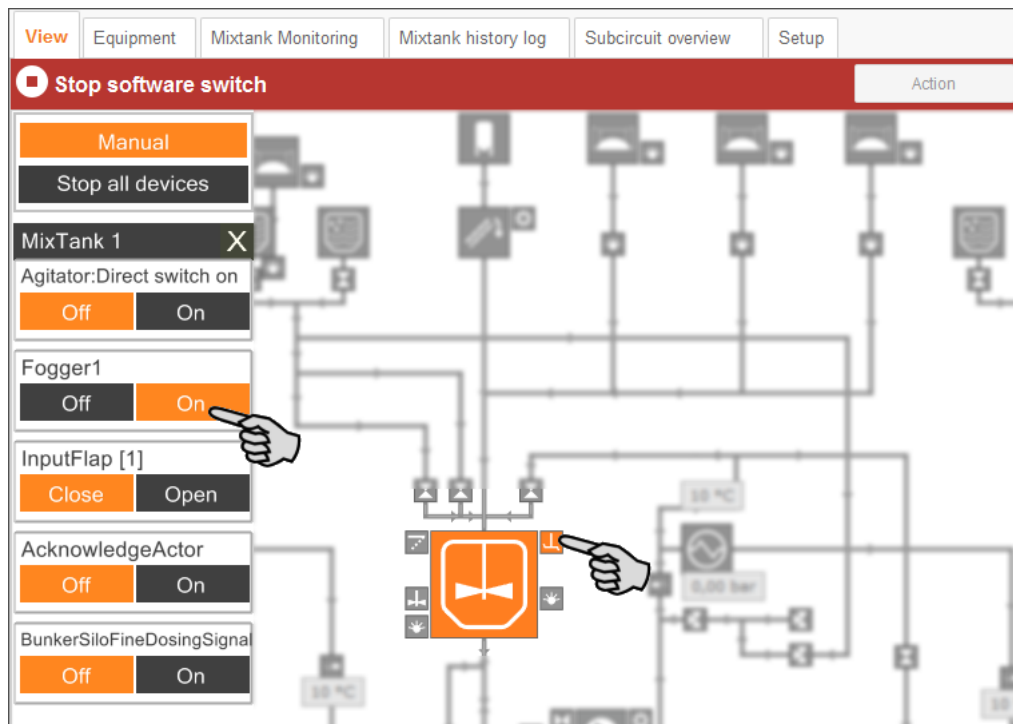 View
Equipment
Mixtank Monitoring
Mixtank history log
Subcircuit overview
Setup
Stop software switch
Action
Manual
Stop all devices
MixTank 1
X
Agitator:Direct switch on
Off
On
Fogger1
Off
On
InputFlap [1]
Close
Open
AcknowledgeActor
Off
On
BunkerSiloFineDosingSignal
Off
On
10 °C
0,00 bar
10 °C
10